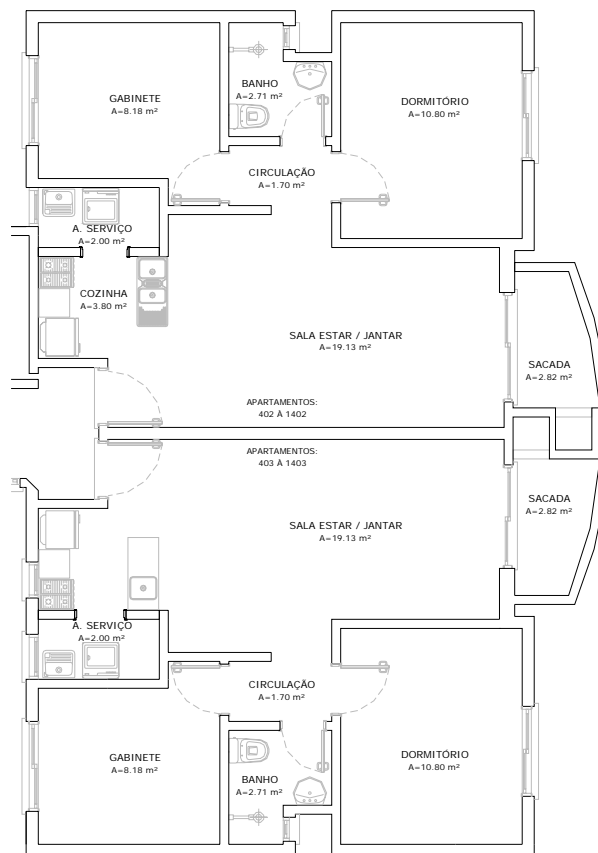 BANHO
A=2.71 m²
GABINETE
A=8.18 m²
DORMITÓRIO
A=10.80 m²
CIRCULAÇÃO
A=1.70 m²
A. SERVIÇO
A=2.00 m²
COZINHA
A=3.80 m²
SALA ESTAR / JANTAR
A=19.13 m²
SACADA
A=2.82 m²
APARTAMENTOS:
402 À 1402
APARTAMENTOS:
403 À 1403
SACADA
A=2.82 m²
SALA ESTAR / JANTAR
A=19.13 m²
A. SERVIÇO
A=2.00 m²
CIRCULAÇÃO
A=1.70 m²
GABINETE
A=8.18 m²
DORMITÓRIO
A=10.80 m²
BANHO
A=2.71 m²